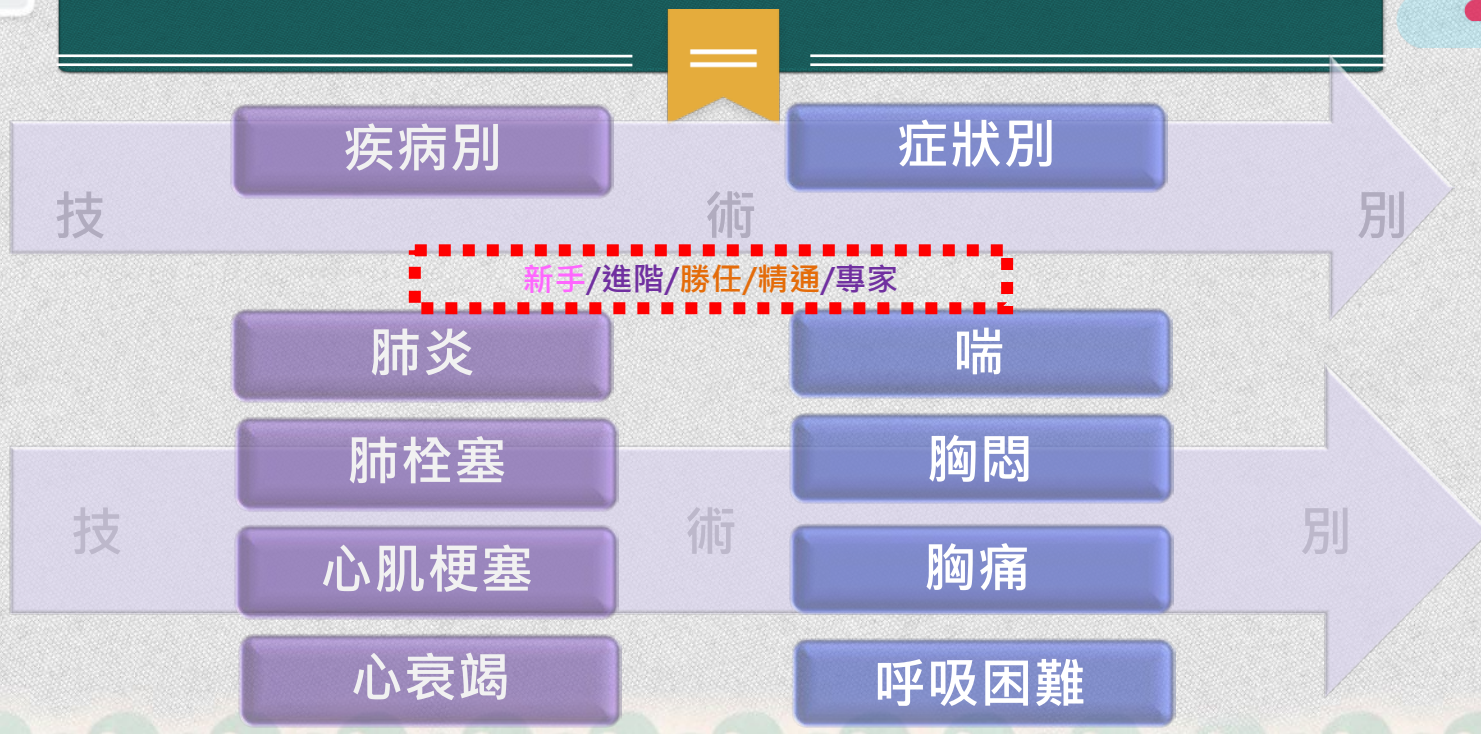 疾病別
症狀別
技 術 別
新手/進階/勝任/精通/專家
肺炎
喘
肺栓塞
胸悶
技 術 別
心肌梗塞
胸痛
心衰竭
呼吸困難